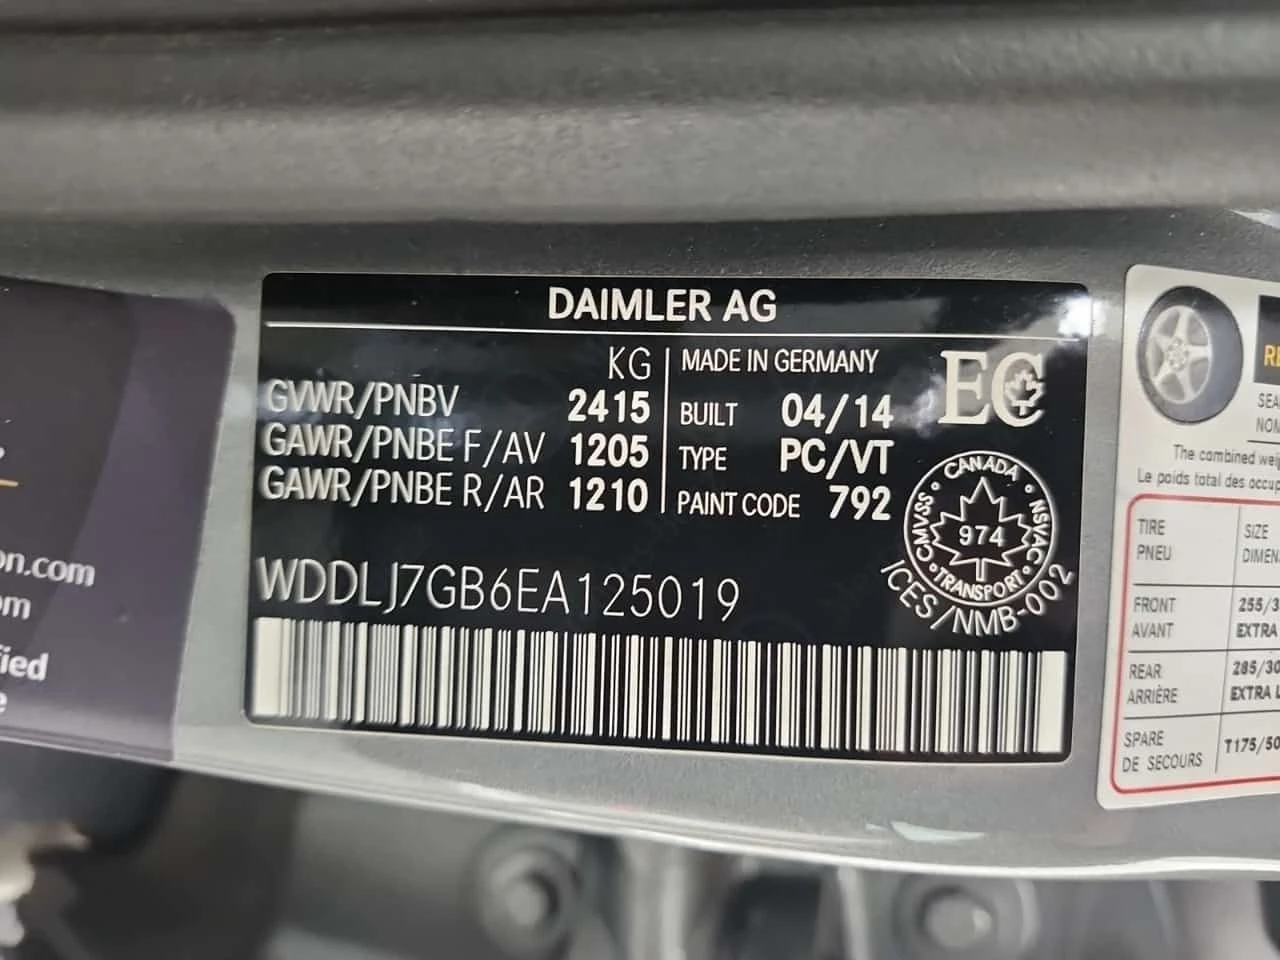 DAIMLER AG
KG
GVWR/PNBV 2415
GAWR/PNBE F/AV 1205
GAWR/PNBE R/AR 1210
MADE IN GERMANY
BUILT 04/14
TYPE PC/VT
PAINT CODE 792
EC
CANADA
CMVSS NSVAC
974
TRANSPORT
ICES/NMB-002
WDDLJ7GB6EA125019
on.com
om
fied
The combined
Le poids total des
TIRE
PNEU
SIZE
FRONT
AVANT
255/3
EXTRA
REAR
ARRIÈRE
285/30
EXTRA L
SPARE
DE SECOURS
T175/50